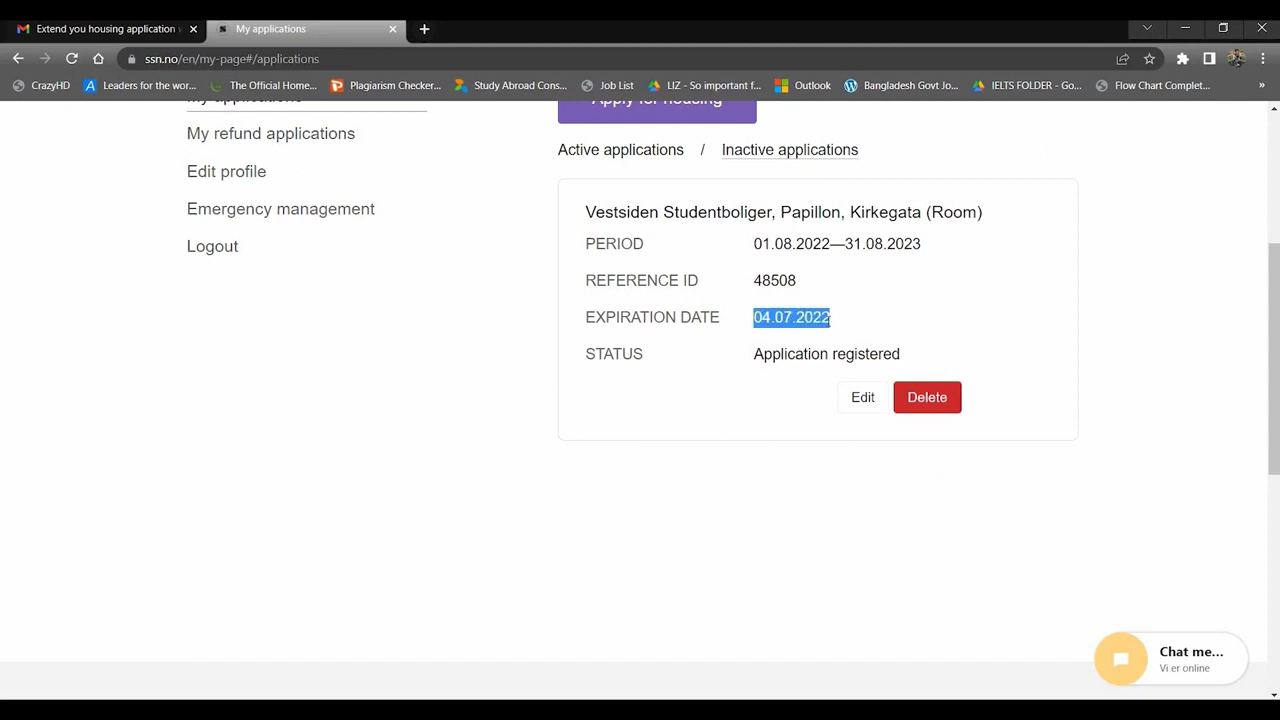 Extend you housing application
My applications
ssn.no/en/my-page#/applications
CrazyHD
Leaders for the wor...
The Official Home...
Plagiarism Checker...
Study Abroad Cons...
Job List
LIZ - So important f...
Outlook
Bangladesh Govt Jo...
IELTS FOLDER - Go...
Flow Chart Complet...
»
My applications
My refund applications
Edit profile
Emergency management
Logout
Apply for housing
Active applications / Inactive applications
Vestsiden Studentboliger, Papillon, Kirkegata (Room)
PERIOD 01.08.2022—31.08.2023
REFERENCE ID 48508
EXPIRATION DATE 04.07.2022
STATUS Application registered
Edit Delete
Chat me...
Vi er online